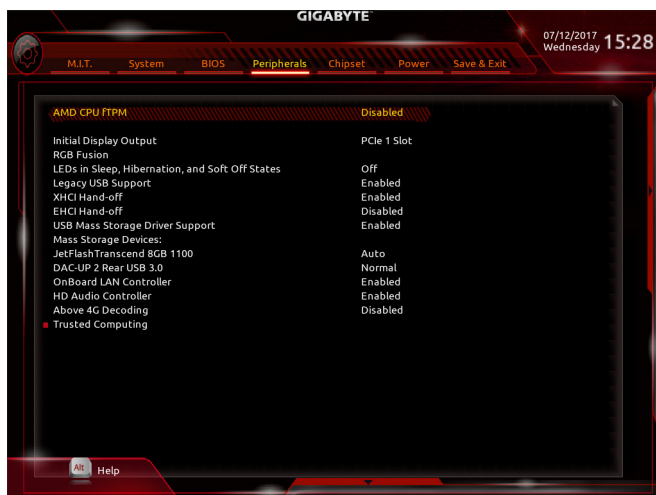 GIGABYTE™
07/12/2017 Wednesday 15:28
M.I.T. System BIOS Peripherals Chipset Power Save & Exit
AMD CPU fTPM Disabled
Initial Display Output PCIe 1 Slot
RGB Fusion
LEDs in Sleep, Hibernation, and Soft Off States Off
Legacy USB Support Enabled
XHCI Hand-off Enabled
EHCI Hand-off Disabled
USB Mass Storage Driver Support Enabled
Mass Storage Devices:
JetFlashTranscend 8GB 1100 Auto
DAC-UP 2 Rear USB 3.0 Normal
OnBoard LAN Controller Enabled
HD Audio Controller Enabled
Above 4G Decoding Disabled
Trusted Computing
Alt Help